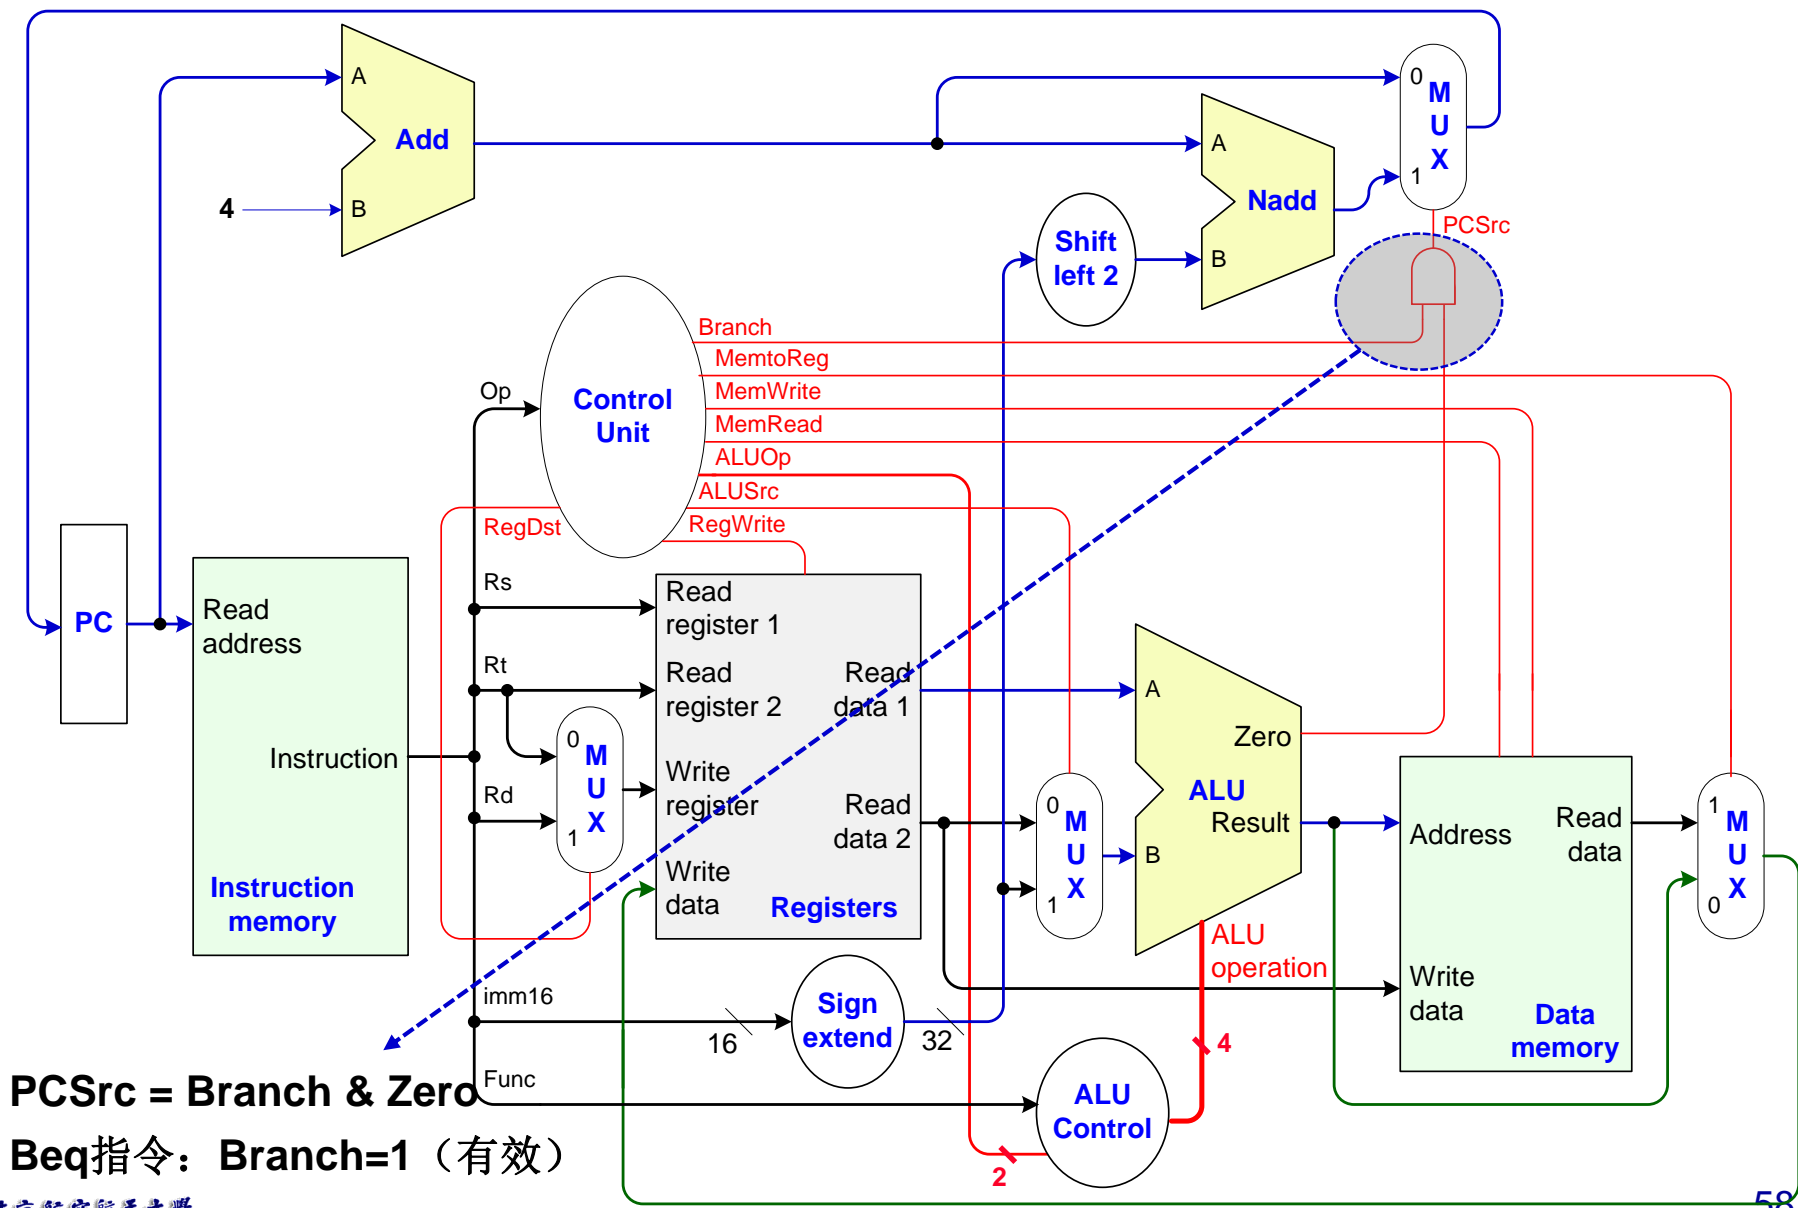 A
Add
4
B
0
M
U
X
1
A
Nadd
B
PCSrc
Shift
left 2
Branch
MemtoReg
MemWrite
MemRead
ALUOp
ALUSrc
RegWrite
RegDst
Op
Control
Unit
PC
Read
address
Instruction
Instruction
memory
Rs
Rt
Rd
0
M
U
X
1
Read
register 1
Read
register 2
Write
register
Write
data
Read
data 1
Read
data 2
Registers
0
M
U
X
1
A
Zero
ALU
Result
B
ALU
operation
Address
Read
data
Write
data
Data
memory
1
M
U
X
0
imm16
16
Sign
extend
32
4
Func
ALU
Control
2
PCSrc = Branch & Zero
Beq指令：Branch=1（有效）
58